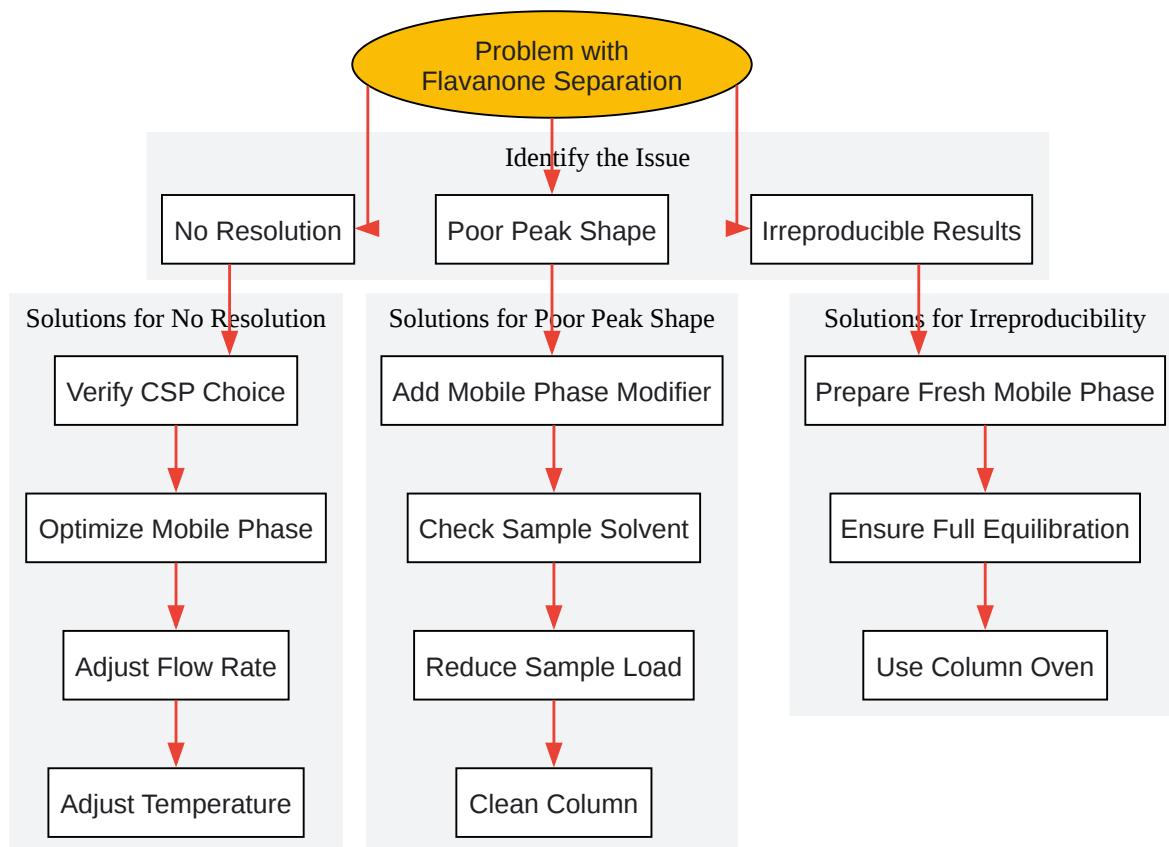 Problem with
Flavanone Separation
Identify the Issue
No Resolution
Poor Peak Shape
Irreproducible Results
Solutions for No Resolution
Solutions for Poor Peak Shape
Solutions for Irreproducibility
Verify CSP Choice
Add Mobile Phase Modifier
Prepare Fresh Mobile Phase
Optimize Mobile Phase
Check Sample Solvent
Ensure Full Equilibration
Adjust Flow Rate
Reduce Sample Load
Use Column Oven
Adjust Temperature
Clean Column